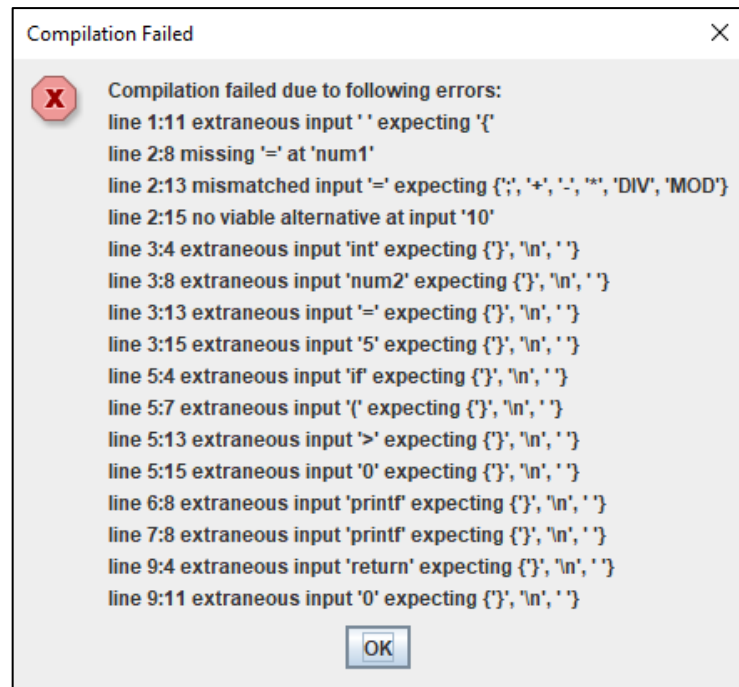 Compilation Failed
Compilation failed due to following errors:
line 1:11 extraneous input ' ' expecting '{'
line 2:8 missing '=' at 'num1'
line 2:13 mismatched input '=' expecting {';', '+', '-', '*', 'DIV', 'MOD'}
line 2:15 no viable alternative at input '10'
line 3:4 extraneous input 'int' expecting {'}', '\n', ' '}
line 3:8 extraneous input 'num2' expecting {'}', '\n', ' '}
line 3:13 extraneous input '=' expecting {'}', '\n', ' '}
line 3:15 extraneous input '5' expecting {'}', '\n', ' '}
line 5:4 extraneous input 'if' expecting {'}', '\n', ' '}
line 5:7 extraneous input '(' expecting {'}', '\n', ' '}
line 5:13 extraneous input '>' expecting {'}', '\n', ' '}
line 5:15 extraneous input '0' expecting {'}', '\n', ' '}
line 6:8 extraneous input 'printf' expecting {'}', '\n', ' '}
line 7:8 extraneous input 'printf' expecting {'}', '\n', ' '}
line 9:4 extraneous input 'return' expecting {'}', '\n', ' '}
line 9:11 extraneous input '0' expecting {'}', '\n', ' '}
OK